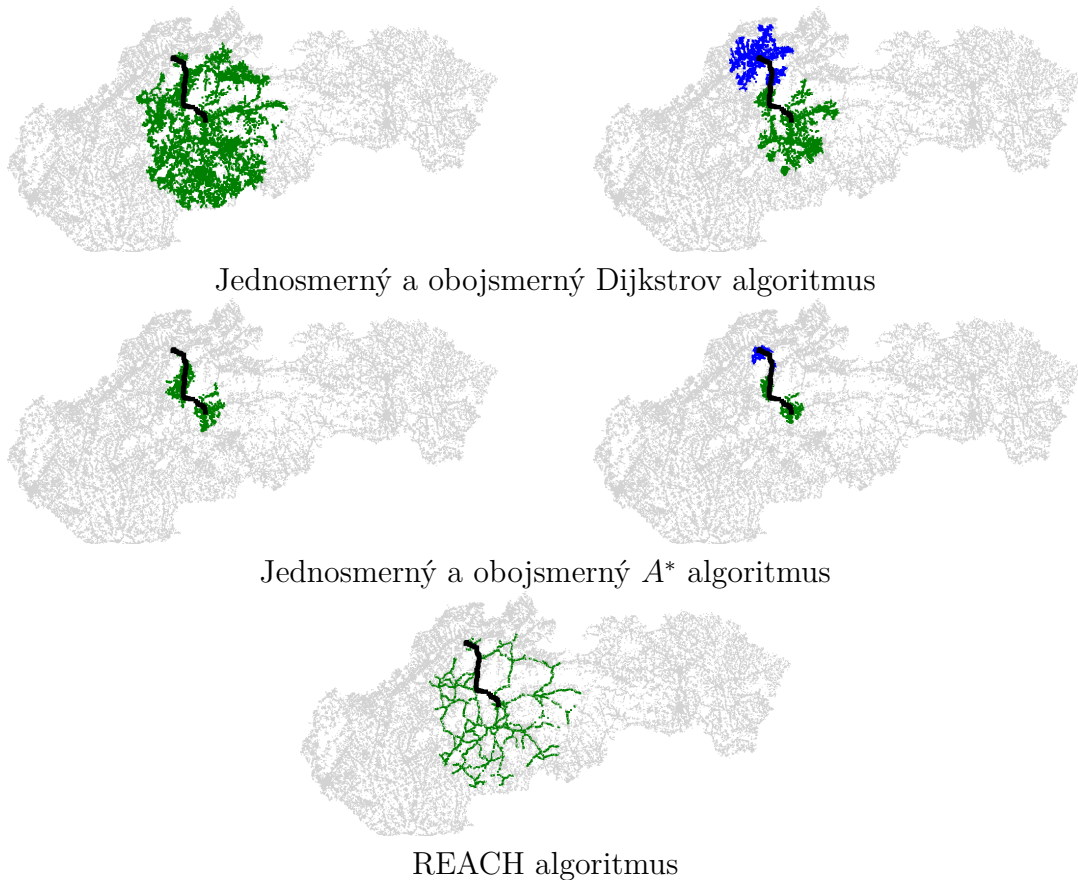 Jednosmerný a obojsmerný Dijkstrov algoritmus
Jednosmerný a obojsmerný A* algoritmus
REACH algoritmus